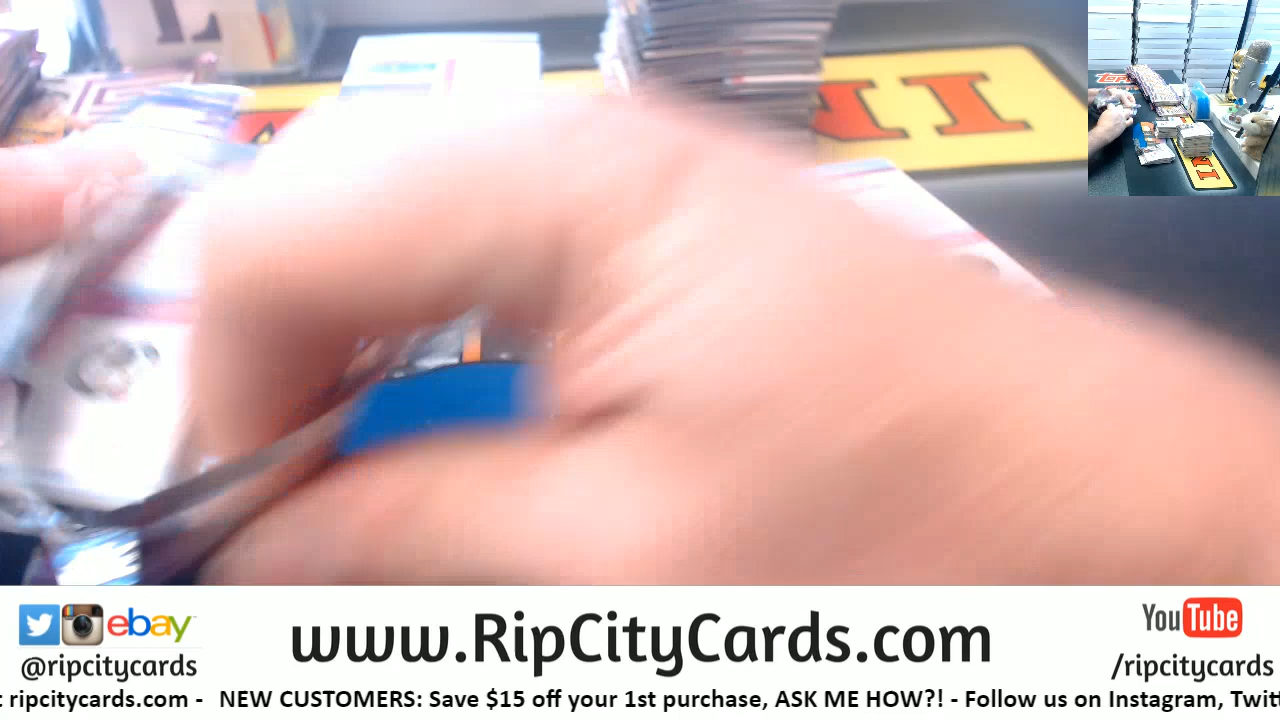 www.RipCityCards.com
ebay
@ripcitycards
YouTube
/ripcitycards
ripcitycards.com - NEW CUSTOMERS: Save $15 off your 1st purchase, ASK ME HOW?! - Follow us on Instagram,